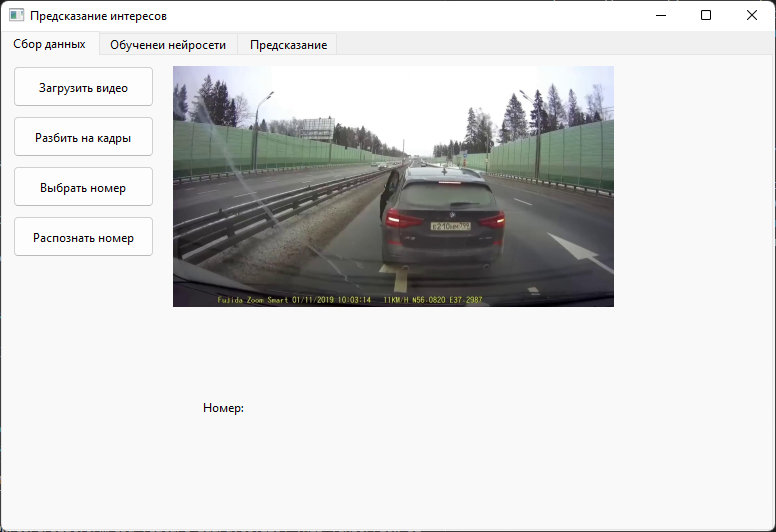 Предсказание интересов
Сбор данных
Обученеи нейросети
Предсказание
Загрузить видео
Разбить на кадры
Выбрать номер
Распознать номер
Fujida Zoom Smart 01/11/2019 10:03:14 11KM/H N56.0820 E37.2987
Номер: